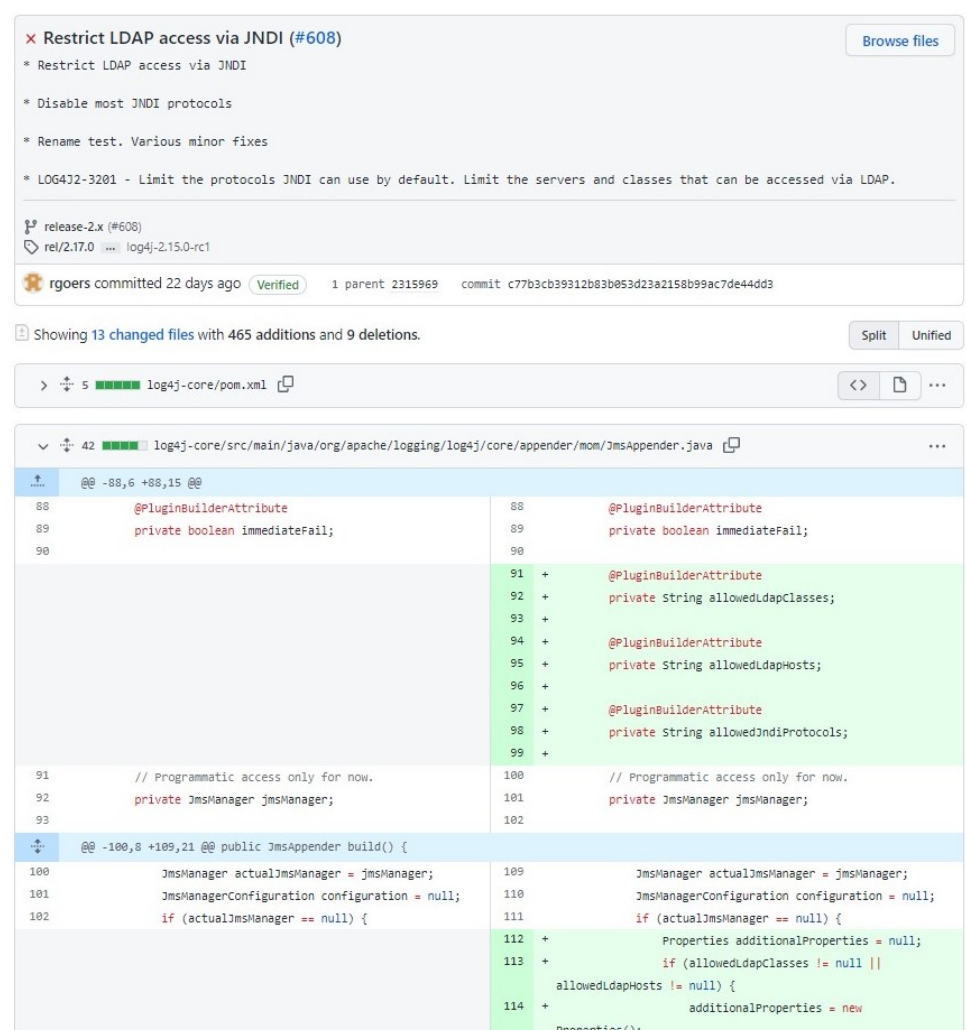 × Restrict LDAP access via JNDI (#608)
Browse files
* Restrict LDAP access via JNDI
* Disable most JNDI protocols
* Rename test. Various minor fixes
* LOG4J2-3201 - Limit the protocols JNDI can use by default. Limit the servers and classes that can be accessed via LDAP.
release-2.x (#608)
rel/2.17.0 ... log4j-2.15.0-rc1
rgoers committed 22 days ago Verified 1 parent 2315969 commit c77b3cb39312b83b053d23a2158b99ac7de44dd3
Showing 13 changed files with 465 additions and 9 deletions.
Split Unified
5 log4j-core/pom.xml
<> ...
42 log4j-core/src/main/java/org/apache/logging/log4j/core/appender/mom/JmsAppender.java ...
@@ -88,6 +88,15 @@
88 @PluginBuilderAttribute 88 @PluginBuilderAttribute
89 private boolean immediateFail; 89 private boolean immediateFail;
90 90
91 + @PluginBuilderAttribute
92 + private String allowedLdapClasses;
93 +
94 + @PluginBuilderAttribute
95 + private String allowedLdapHosts;
96 +
97 + @PluginBuilderAttribute
98 + private String allowedJndiProtocols;
99 +
91 // Programmatic access only for now. 100 // Programmatic access only for now.
92 private JmsManager jmsManager; 101 private JmsManager jmsManager;
93 102
@@ -100,8 +109,21 @@ public JmsAppender build() {
100 JmsManager actualJmsManager = jmsManager; 109 JmsManager actualJmsManager = jmsManager;
101 JmsManagerConfiguration configuration = null; 110 JmsManagerConfiguration configuration = null;
102 if (actualJmsManager == null) { 111 if (actualJmsManager == null) {
112 + Properties additionalProperties = null;
113 + if (allowedLdapClasses != null ||
allowedLdapHosts != null) {
114 + additionalProperties = new
Properties();